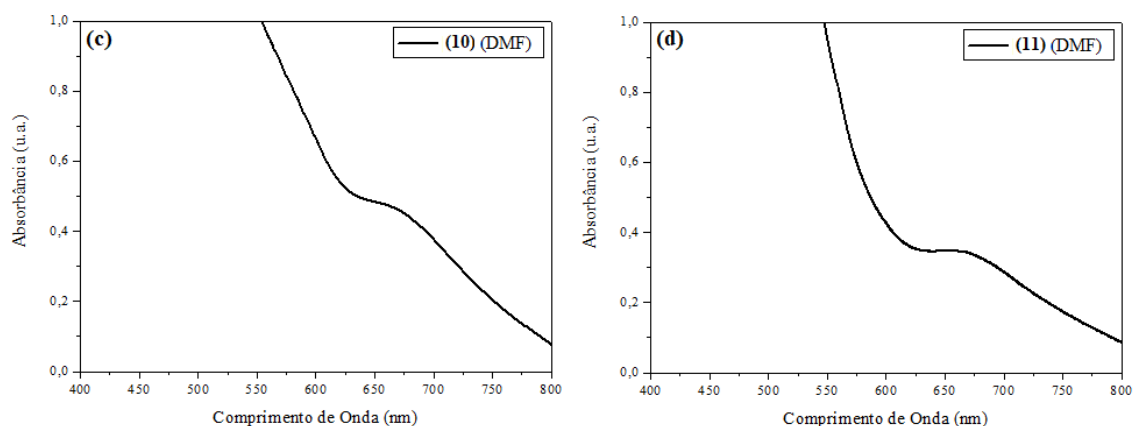 (c)
(10) (DMF)
Absorbância (u.a.)
1,0
0,8
0,6
0,4
0,2
0,0
400 450 500 550 600 650 700 750 800
Comprimento de Onda (nm)
(d)
(11) (DMF)
Absorbância (u.a.)
1,0
0,8
0,6
0,4
0,2
0,0
400 450 500 550 600 650 700 750 800
Comprimento de Onda (nm)